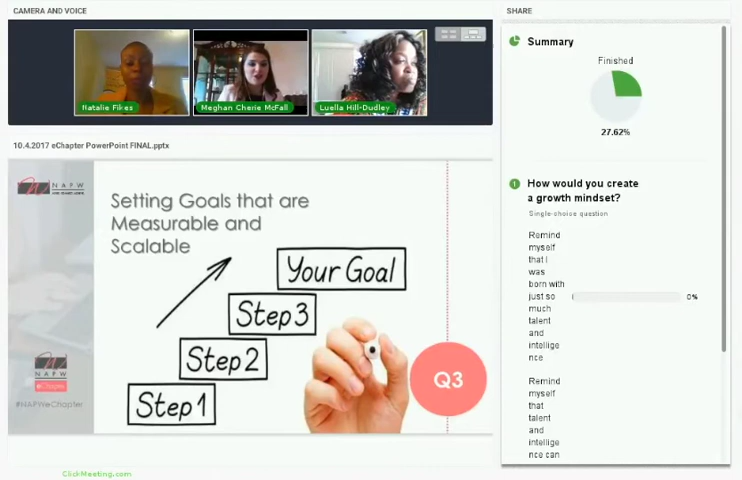 CAMERA AND VOICE
Natalie Fikes
Meghan Cherie McFall
Luella Hill-Dudley
10.4.2017 eChapter PowerPoint FINAL.pptx
NAPW
Setting Goals that are
Measurable and
Scalable
Your Goal
Step3
Step2
Step1
Q3
NAPW
eChapter
#NAPWeChapter
ClickMeeting.com
SHARE
Summary
Finished
27.62%
How would you create
a growth mindset?
Single-choice question
Remind
myself
that I
was
born with
just so
much
talent
and
intellige
nce
0%
Remind
myself
that
talent
and
intellige
nce can